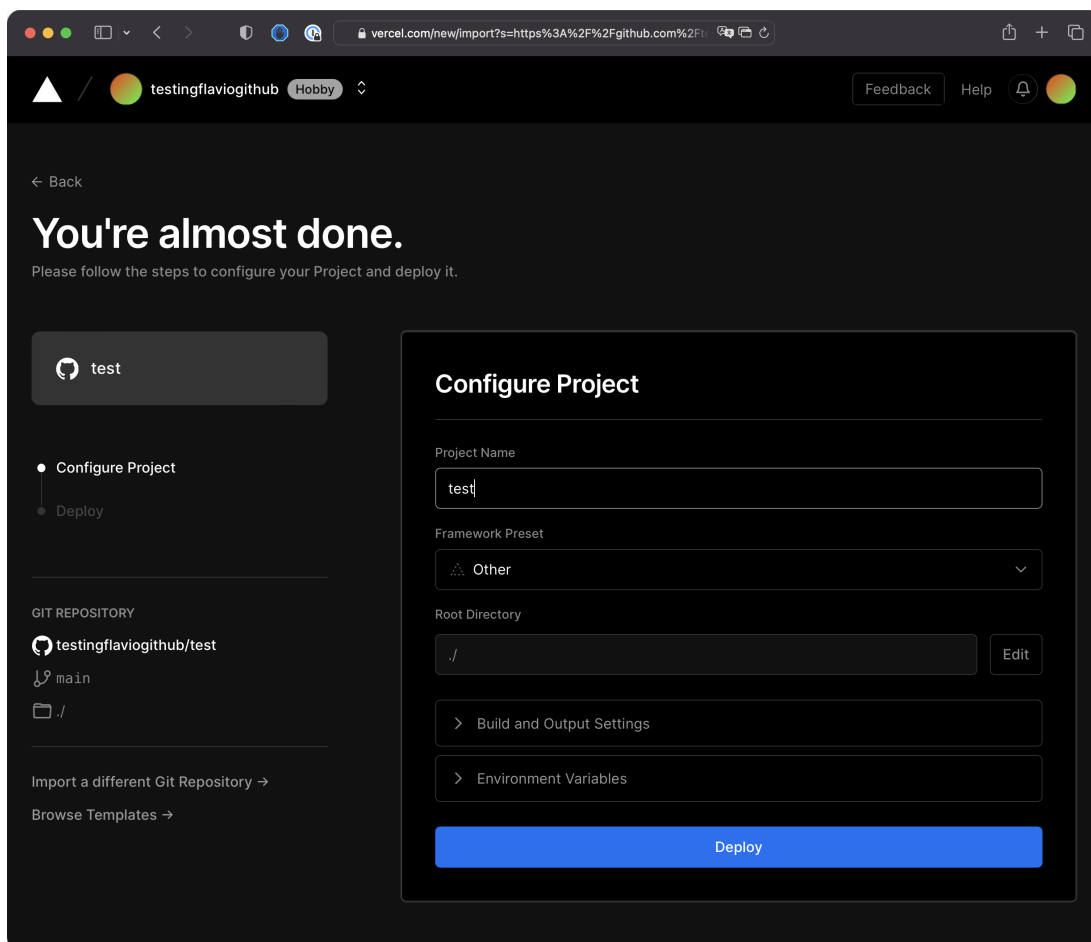 vercel.com/new/import?s=https%3A%2F%2Fgithub.com%2Ft
testingflaviogithub Hobby
Feedback Help
← Back
You're almost done.
Please follow the steps to configure your Project and deploy it.
test
Configure Project
Deploy
GIT REPOSITORY
testingflaviogithub/test
main
./
Import a different Git Repository →
Browse Templates →
Configure Project
Project Name
test
Framework Preset
Other
Root Directory
./ Edit
Build and Output Settings
Environment Variables
Deploy